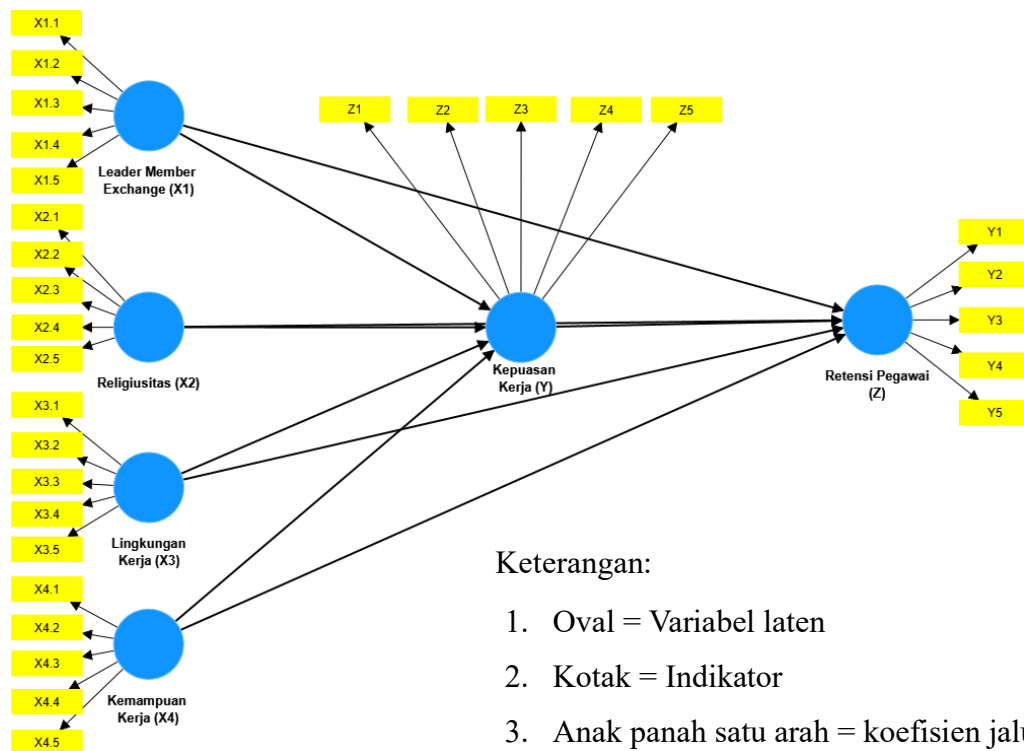 X1.1
X1.2
X1.3
X1.4
X1.5
Leader Member
Exchange (X1)
X2.1
X2.2
X2.3
X2.4
X2.5
Religiusitas (X2)
X3.1
X3.2
X3.3
X3.4
X3.5
Lingkungan
Kerja (X3)
X4.1
X4.2
X4.3
X4.4
X4.5
Kemampuan
Kerja (X4)
Z1
Z2
Z3
Z4
Z5
Kepuasan
Kerja (Y)
Y1
Y2
Y3
Y4
Y5
Retensi Pegawai
(Z)
Keterangan:
1. Oval = Variabel laten
2. Kotak = Indikator
3. Anak panah satu arah = koefisien